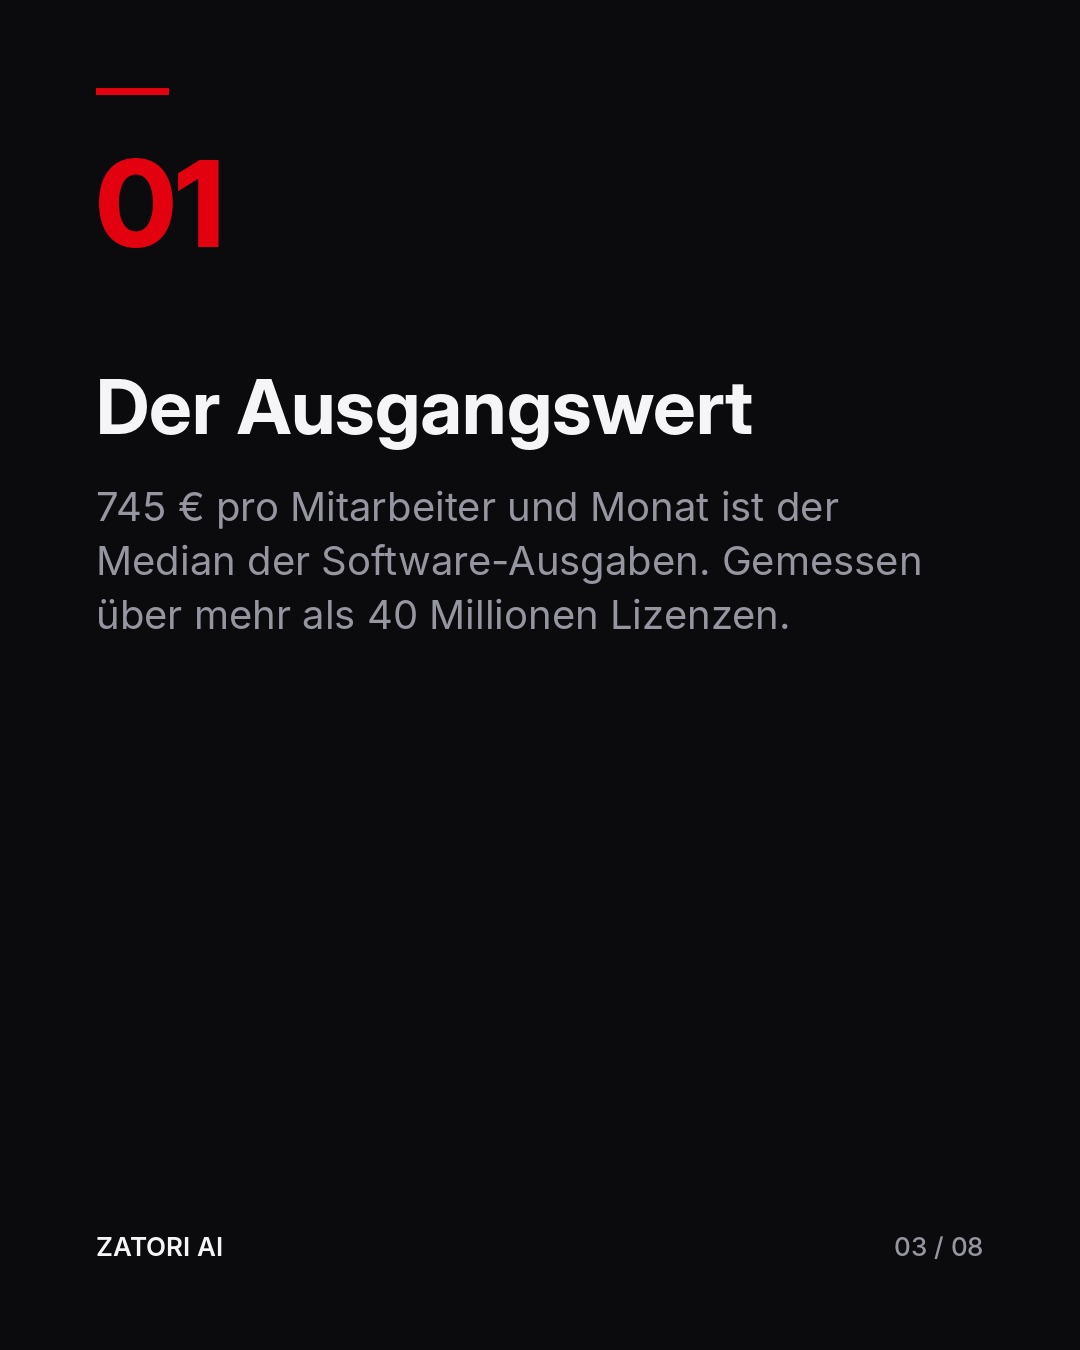 01
Der Ausgangswert
745 € pro Mitarbeiter und Monat ist der
Median der Software-Ausgaben. Gemessen
über mehr als 40 Millionen Lizenzen.
ZATORI AI
03 / 08